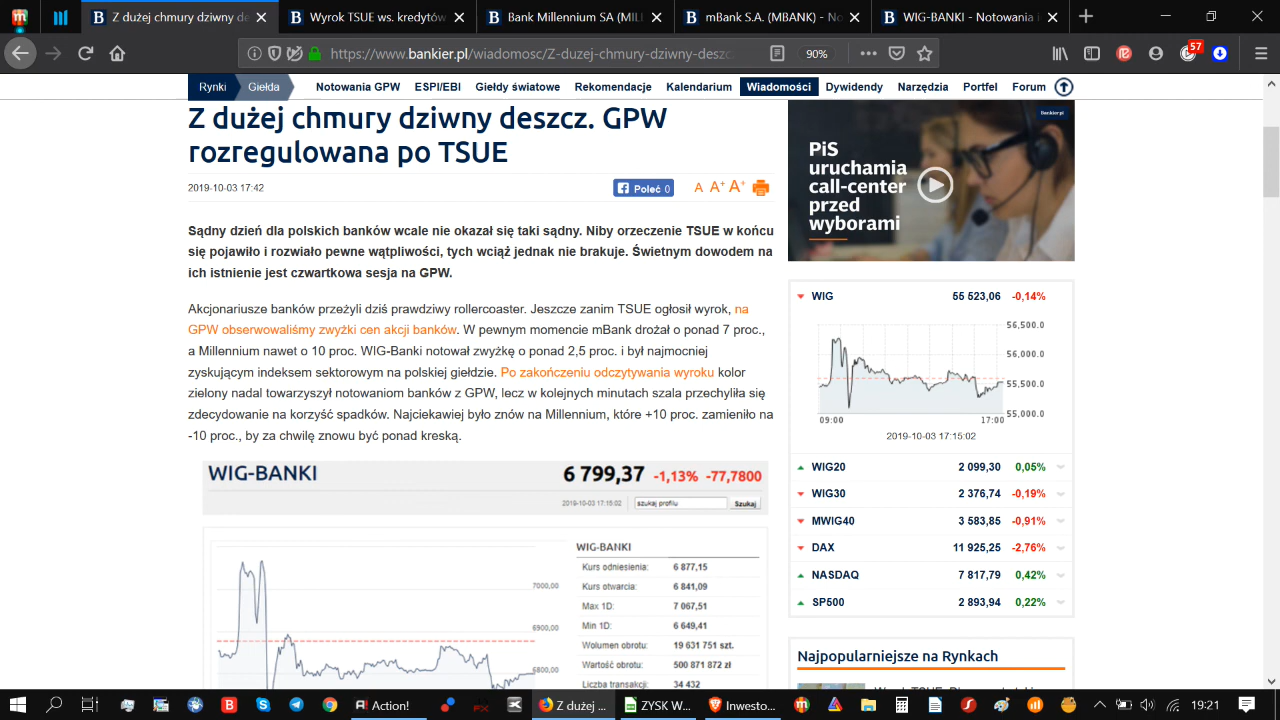 Z dużej chmury dziwny de
Wyrok TSUE ws. kredytów
Bank Millennium SA (MIL
mBank S.A. (MBANK) - No
WIG-BANKI - Notowania i
https://www.bankier.pl/wiadomosc/Z-duzej-chmury-dziwny-deszc
90%
57
Rynki
Giełda
Notowania GPW
ESPI/EBI
Giełdy światowe
Rekomendacje
Kalendarium
Wiadomości
Dywidendy
Narzędzia
Portfel
Forum
Z dużej chmury dziwny deszcz. GPW
rozregulowana po TSUE
2019-10-03 17:42
Poleć 0
A A+ A+
Sądny dzień dla polskich banków wcale nie okazał się taki sądny. Niby orzeczenie TSUE w końcu
się pojawiło i rozwiało pewne wątpliwości, tych wciąż jednak nie brakuje. Świetnym dowodem na
ich istnienie jest czwartkowa sesja na GPW.
Akcjonariusze banków przeżyli dziś prawdziwy rollercoaster. Jeszcze zanim TSUE ogłosił wyrok, na
GPW obserwowaliśmy zwyżki cen akcji banków. W pewnym momencie mBank drożał o ponad 7 proc.,
a Millennium nawet o 10 proc. WIG-Banki notował zwyżkę o ponad 2,5 proc. i był najmocniej
zyskującym indeksem sektorowym na polskiej giełdzie. Po zakończeniu odczytywania wyroku kolor
zielony nadal towarzyszył notowaniom banków z GPW, lecz w kolejnych minutach szala przechyliła się
zdecydowanie na korzyść spadków. Najciekawiej było znów na Millennium, które +10 proc. zamieniło na
-10 proc., by za chwilę znowu być ponad kreską.
WIG-BANKI
6 799,37 -1,13% -77,7800
2019-10-03 17:15:02
szukaj profilu
Szukaj
7000,00
6900,00
6800,00
WIG-BANKI
Kurs odniesienia: 6 877,15
Kurs otwarcia: 6 841,09
Max 1D: 7 067,51
Min 1D: 6 649,41
Wolumen obrotu: 19 631 751 szt.
Wartość obrotu: 500 871 872 zł
Liczba transakcji: 34 432
Bankier.pl
PiS
uruchamia
call-center
przed
wyborami
WIG 55 523,06 -0,14%
56,500.0
56,000.0
55,500.0
55,000.0
09:00 17:00
2019-10-03 17:15:02
WIG20 2 099,30 0,05%
WIG30 2 376,74 -0,19%
MWIG40 3 583,85 -0,91%
DAX 11 925,25 -2,76%
NASDAQ 7 817,79 0,42%
SP500 2 893,94 0,22%
Najpopularniejsze na Rynkach
Action!
FX
Z dużej ...
ZYSK W...
Investo...
19:21